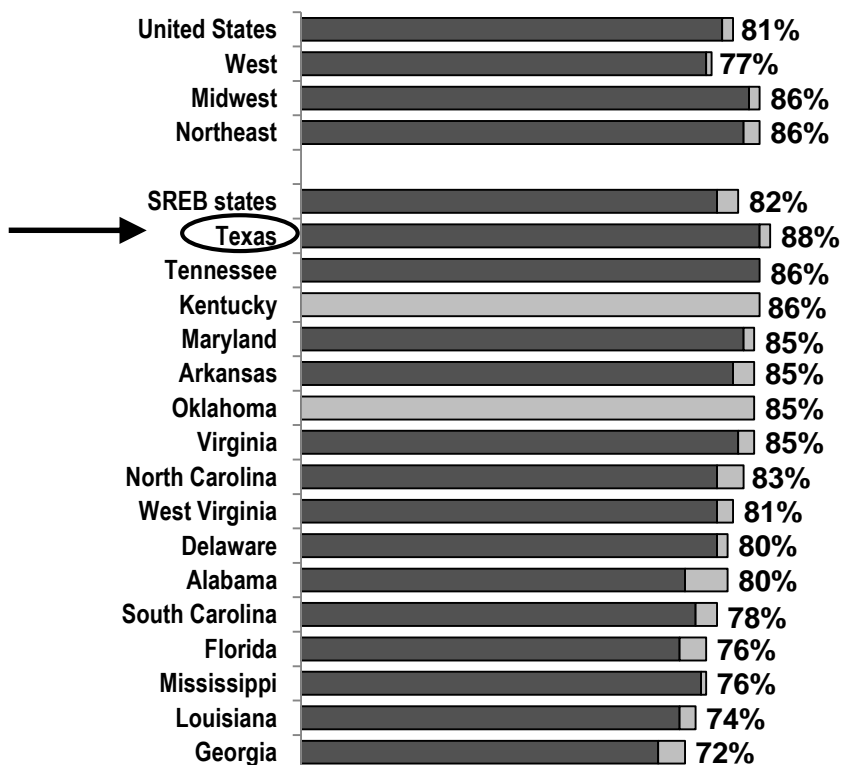 United States 81%
West 77%
Midwest 86%
Northeast 86%
SREB states 82%
Texas 88%
Tennessee 86%
Kentucky 86%
Maryland 85%
Arkansas 85%
Oklahoma 85%
Virginia 85%
North Carolina 83%
West Virginia 81%
Delaware 80%
Alabama 80%
South Carolina 78%
Florida 76%
Mississippi 76%
Louisiana 74%
Georgia 72%